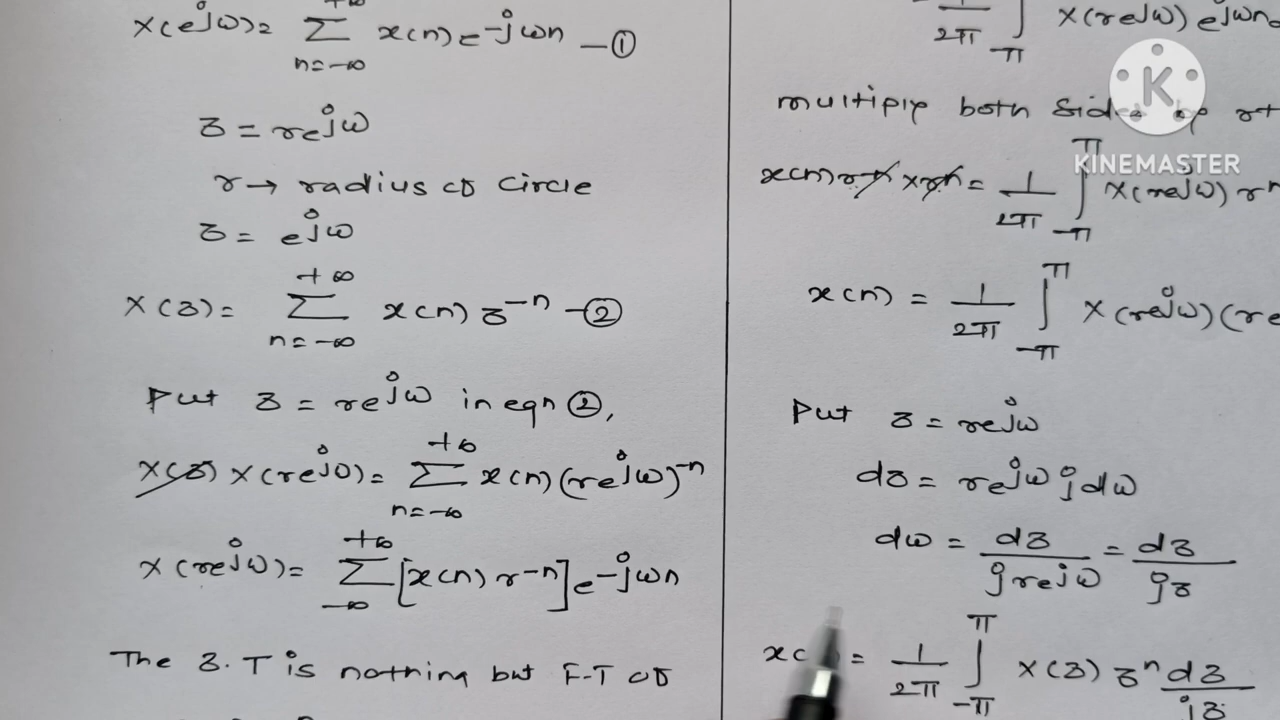 X(e^jω) = Σ_{n=-∞}^{+∞} x(n) e^-jωn —①
z = re^jω
r → radius of circle
z = e^jω
X(z) = Σ_{n=-∞}^{+∞} x(n) z^-n —②
Put z = re^jω in eqn ②,
X(z) X(re^jω) = Σ_{n=-∞}^{+∞} x(n) (re^jω)^-n
X(re^jω) = Σ_{-∞}^{+∞} [x(n) r^-n] e^-jωn
The Z.T is nothing but F.T of
1/2π ∫_{-π} X(re^jω) e^jωn
multiply both sides by
x(n) r^-n × r^n = 1/2π ∫_{-π}^{π} X(re^jω) r^n
x(n) = 1/2π ∫_{-π}^{π} X(re^jω) (re
Put z = re^jω
dz = re^jω j dω
dω = dz/jre^jω = dz/jz
= 1/2π ∫_{-π}^{π} X(z) z^n dz/jz
K
KINEMASTER